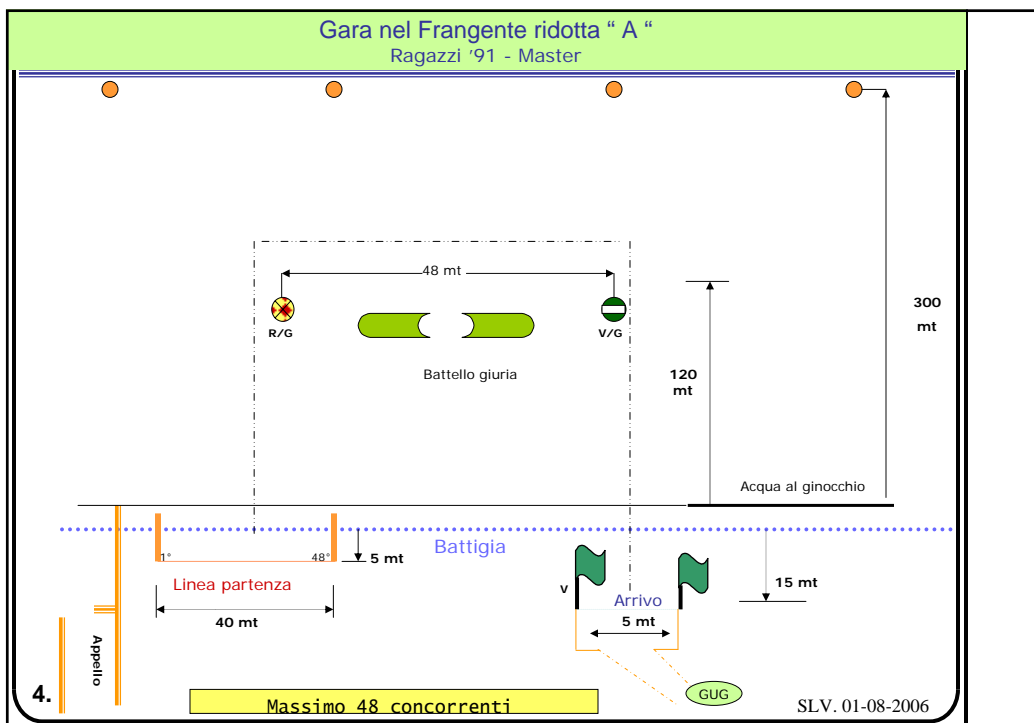 Gara nel Frangente ridotta “ A “
Ragazzi ’91 - Master
48 mt
R/G
V/G
Battello giuria
300
mt
120
mt
Acqua al ginocchio
Battigia
1°
48°
5 mt
Linea partenza
40 mt
V
Arrivo
5 mt
15 mt
Appello
GUG
4.
Massimo 48 concorrenti
SLV. 01-08-2006